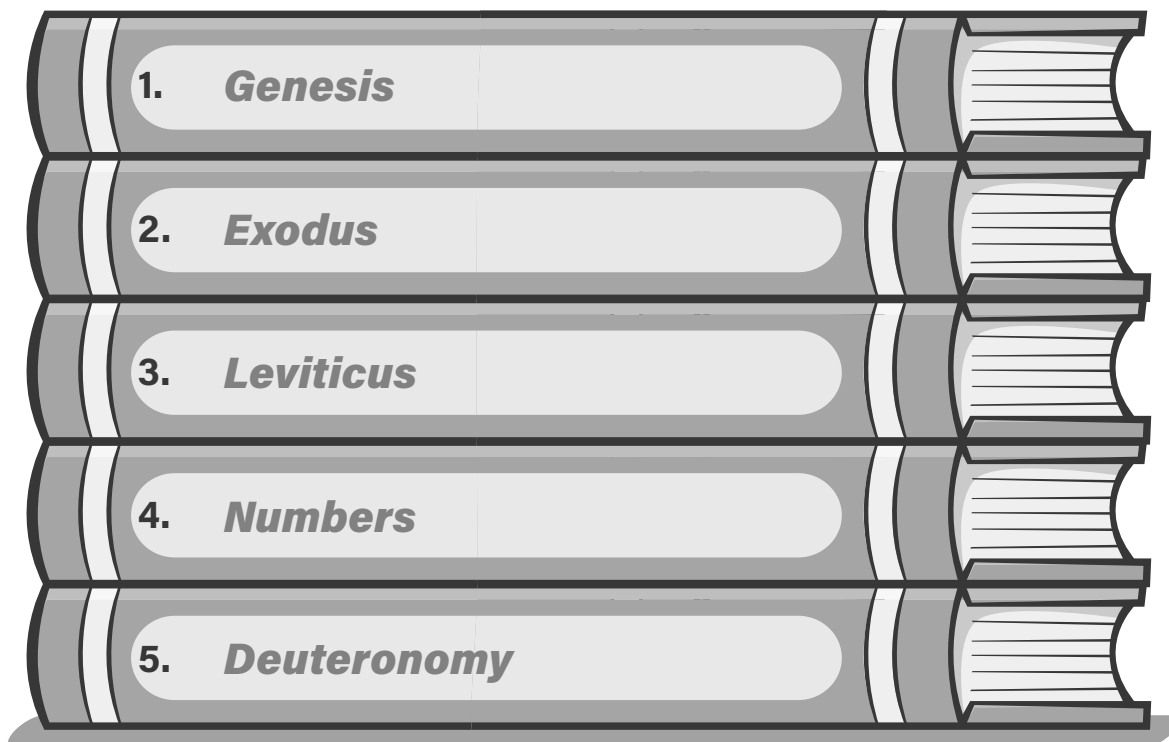 1. Genesis
2. Exodus
3. Leviticus
4. Numbers
5. Deuteronomy